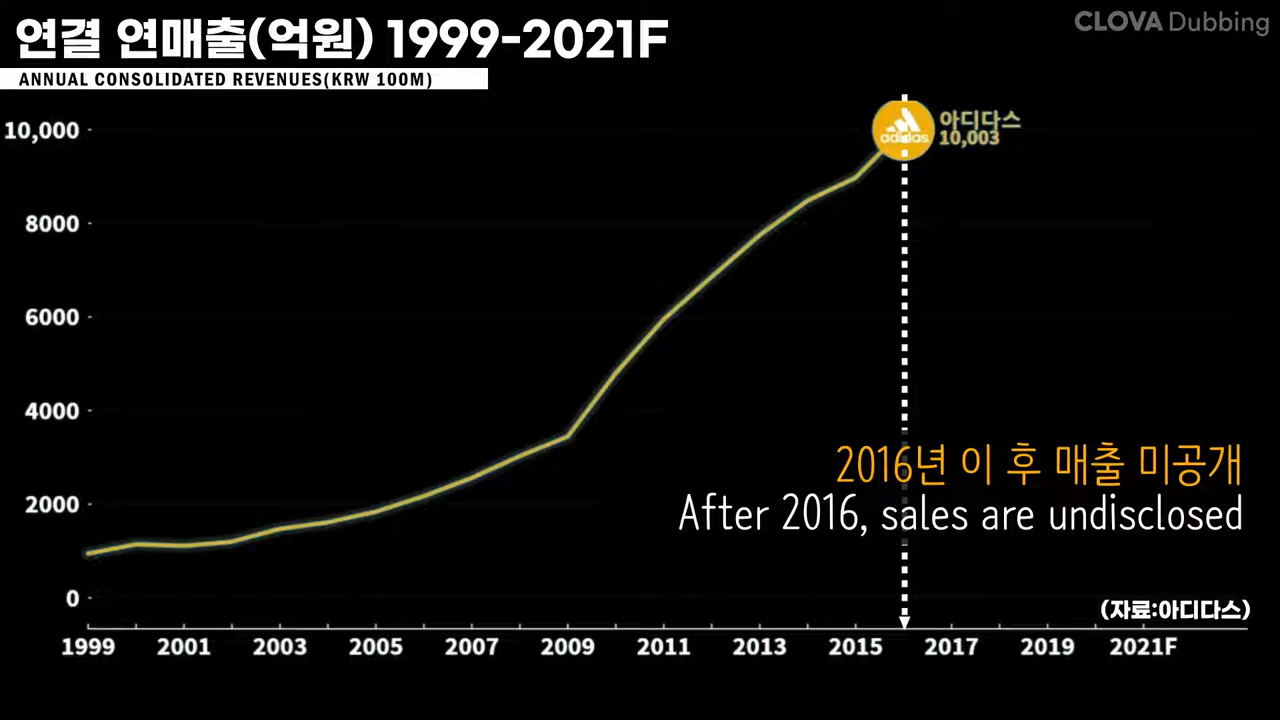 연결 연매출(억원) 1999-2021F
CLOVA Dubbing
ANNUAL CONSOLIDATED REVENUES(KRW 100M)
10,000
adidas
아디다스
10,003
8000
6000
4000
2016년 이 후 매출 미공개
After 2016, sales are undisclosed
2000
0
(자료:아디다스)
1999 2001 2003 2005 2007 2009 2011 2013 2015 2017 2019 2021F